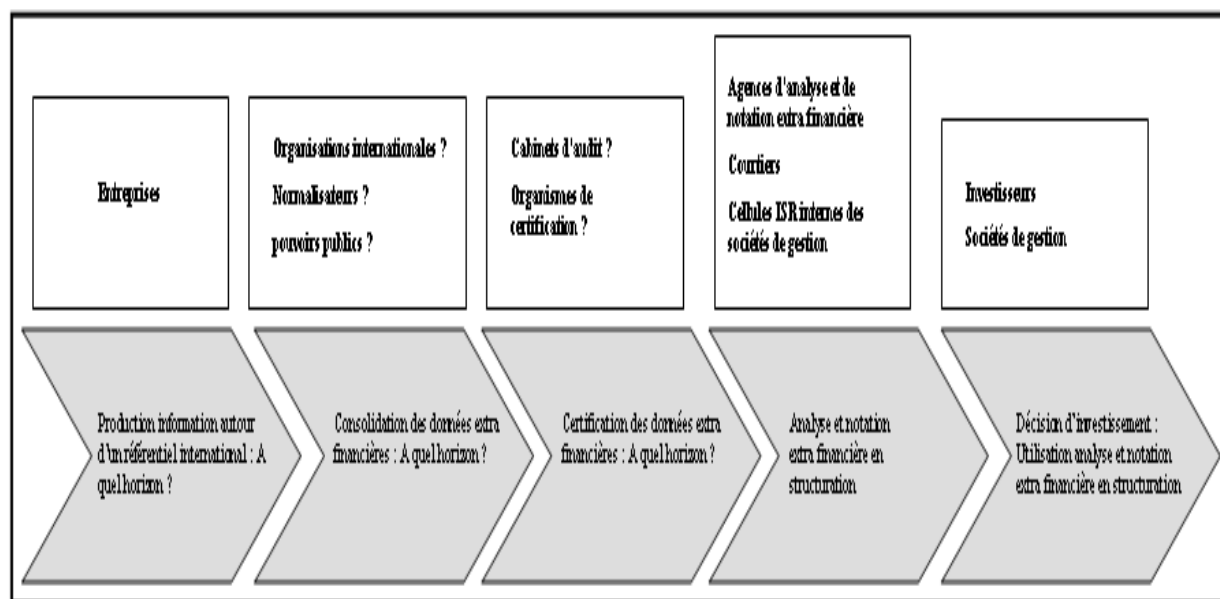 Entreprises
Organisations internationales ?
Normalisateurs ?
pouvoirs publics ?
Cabinets d'audit ?
Organismes de
certification ?
Agences d'analyse et de
notation extra financière
Courtiers
Cellules ISR internes des
sociétés de gestion
Investisseurs
Sociétés de gestion
Production information autour
d'un référentiel international : A
quel horizon ?
Consolidation des données extra
financières : A quel horizon ?
Certification des données extra
financières : A quel horizon ?
Analyse et notation
extra financière en
structuration
Décision d'investissement :
Utilisation analyse et notation
extra financière en structuration